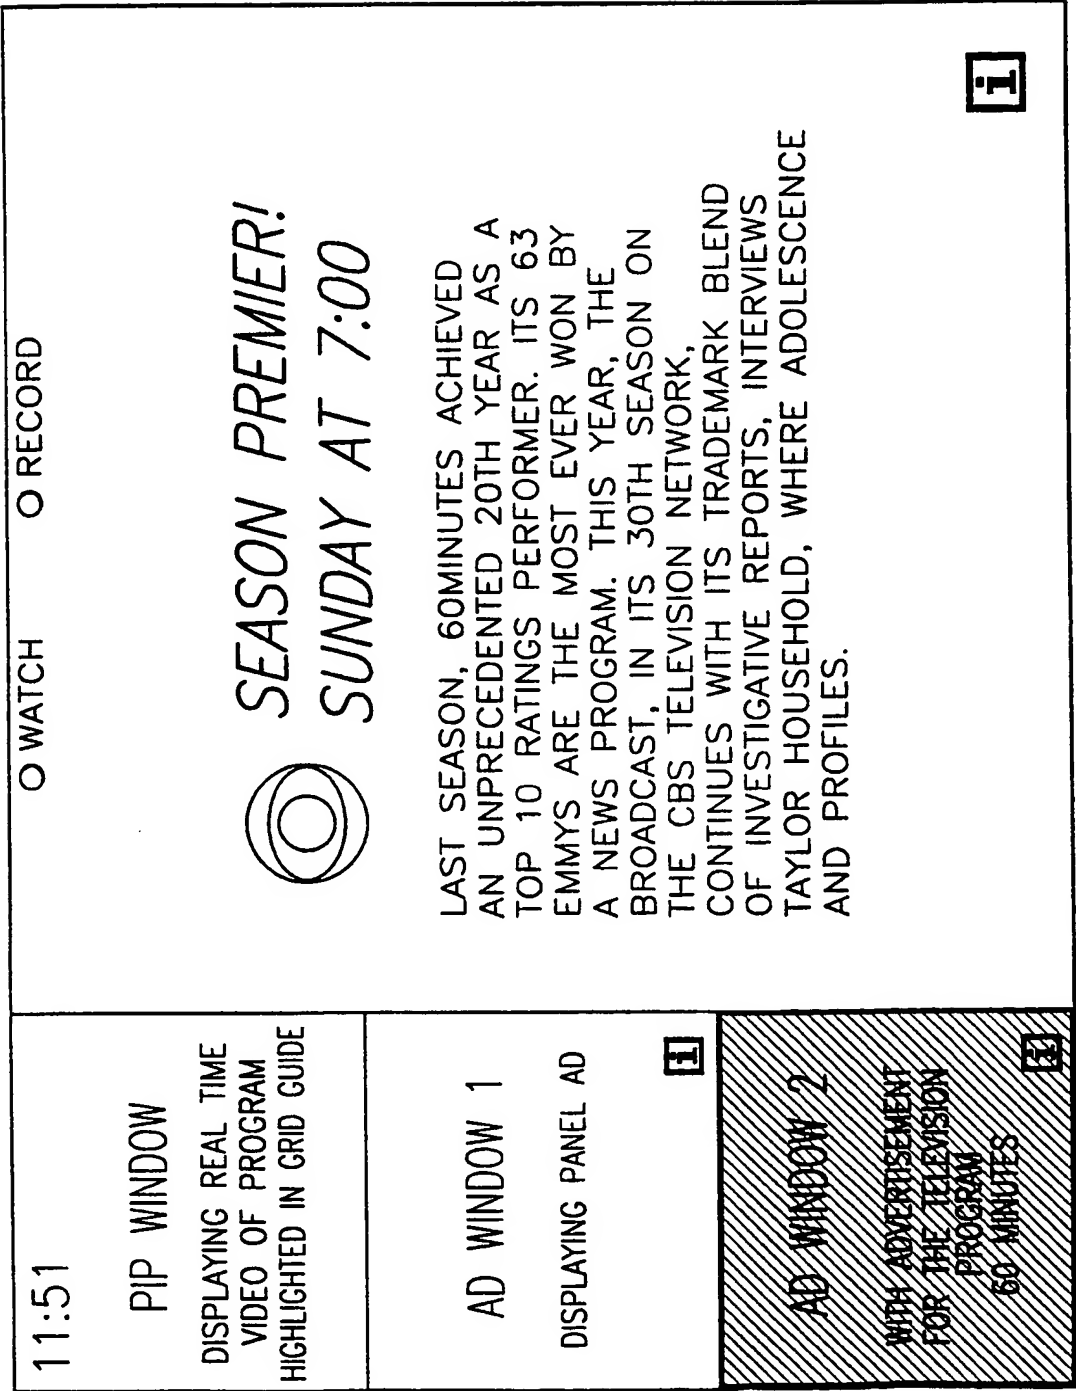 11:51
PIP WINDOW
DISPLAYING REAL TIME
VIDEO OF PROGRAM
HIGHLIGHTED IN GRID GUIDE
AD WINDOW 1
DISPLAYING PANEL AD
i
AD WINDOW 2
WITH ADVERTISEMENT
FOR THE TELEVISION
PROGRAM
60 MINUTES
i
O WATCH O RECORD
SEASON PREMIER!
SUNDAY AT 7:00
LAST SEASON, 60MINUTES ACHIEVED
AN UNPRECEDENTED 20TH YEAR AS A
TOP 10 RATINGS PERFORMER. ITS 63
EMMYS ARE THE MOST EVER WON BY
A NEWS PROGRAM. THIS YEAR, THE
BROADCAST, IN ITS 30TH SEASON ON
THE CBS TELEVISION NETWORK,
CONTINUES WITH ITS TRADEMARK BLEND
OF INVESTIGATIVE REPORTS, INTERVIEWS
TAYLOR HOUSEHOLD, WHERE ADOLESCENCE
AND PROFILES.
i